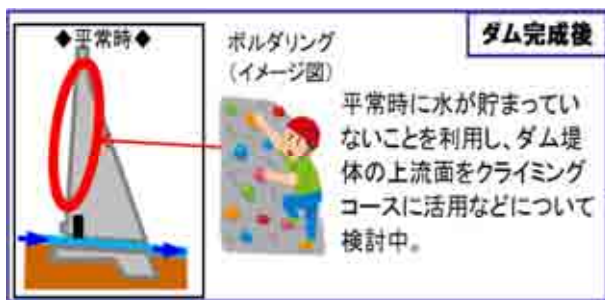 ◆平常時◆
ボルダリング
(イメージ図)
ダム完成後
平常時に水が貯まってい
ないことを利用し、ダム堤
体の上流面をクライミング
コースに活用などについて
検討中。